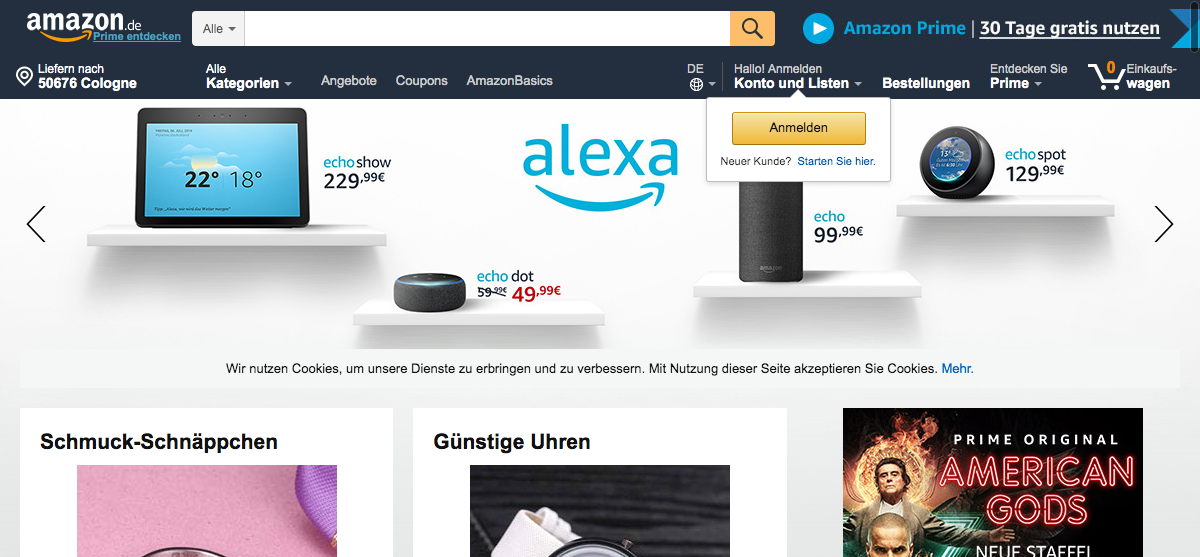 amazon.de
Prime entdecken
Alle
Amazon Prime | 30 Tage gratis nutzen
Liefern nach
50676 Cologne
Alle
Kategorien
Angebote
Coupons
AmazonBasics
DE
Hallo! Anmelden
Konto und Listen
Bestellungen
Entdecken Sie
Prime
0
Einkaufs-
wagen
Anmelden
Neuer Kunde? Starten Sie hier.
22° 18°
echo show
229,99€
alexa
echo
99,99€
echo spot
129,99€
echo dot
59,99€ 49,99€
amazon
Wir nutzen Cookies, um unsere Dienste zu erbringen und zu verbessern. Mit Nutzung dieser Seite akzeptieren Sie Cookies. Mehr.
Schmuck-Schnäppchen
Günstige Uhren
PRIME ORIGINAL
AMERICAN
GODS
NEUE STAFFEL